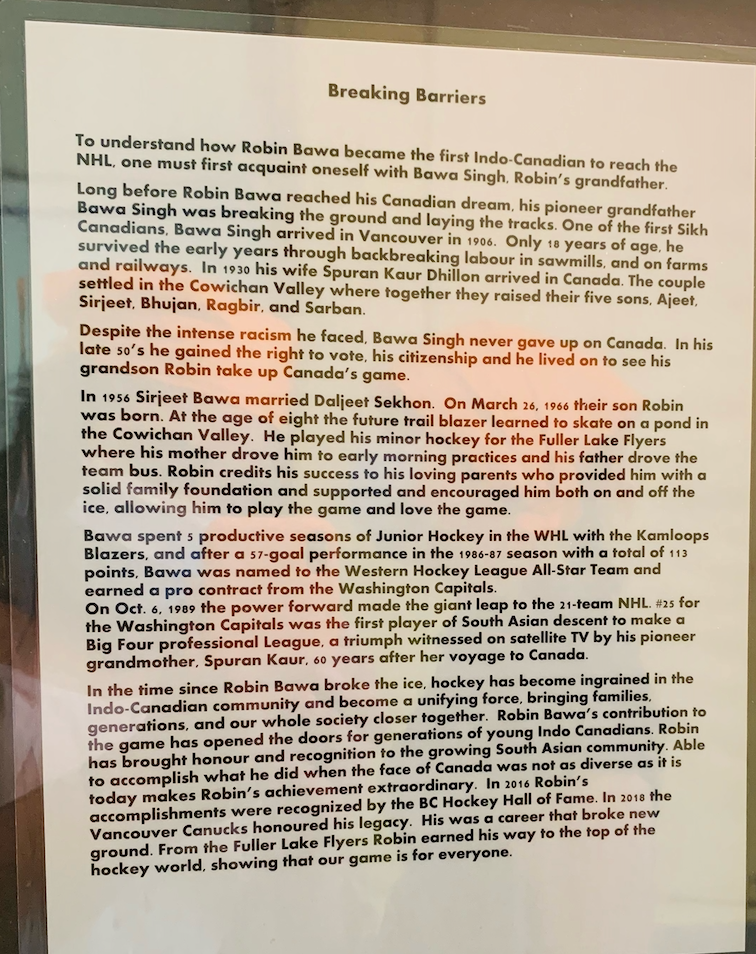 Breaking Barriers
To understand how Robin Bawa became the first Indo-Canadian to reach the
NHL, one must first acquaint oneself with Bawa Singh, Robin's grandfather.
Long before Robin Bawa reached his Canadian dream, his pioneer grandfather
Bawa Singh was breaking the ground and laying the tracks. One of the first Sikh
Canadians, Bawa Singh arrived in Vancouver in 1906. Only 18 years of age, he
survived the early years through backbreaking labour in sawmills, and on farms
and railways. In 1930 his wife Spuran Kaur Dhillon arrived in Canada. The couple
settled in the Cowichan Valley where together they raised their five sons, Ajeet,
Sirjeet, Bhujan, Ragbir, and Sarban.
Despite the intense racism he faced, Bawa Singh never gave up on Canada. In his
late 50's he gained the right to vote, his citizenship and he lived on to see his
grandson Robin take up Canada's game.
In 1956 Sirjeet Bawa married Daljeet Sekhon. On March 26, 1966 their son Robin
was born. At the age of eight the future trail blazer learned to skate on a pond in
the Cowichan Valley. He played his minor hockey for the Fuller Lake Flyers
where his mother drove him to early morning practices and his father drove the
team bus. Robin credits his success to his loving parents who provided him with a
solid family foundation and supported and encouraged him both on and off the
ice, allowing him to play the game and love the game.
Bawa spent 5 productive seasons of Junior Hockey in the WHL with the Kamloops
Blazers, and after a 57-goal performance in the 1986-87 season with a total of 113
points, Bawa was named to the Western Hockey League All-Star Team and
earned a pro contract from the Washington Capitals.
On Oct. 6, 1989 the power forward made the giant leap to the 21-team NHL. #25 for
the Washington Capitals was the first player of South Asian descent to make a
Big Four professional League, a triumph witnessed on satellite TV by his pioneer
grandmother, Spuran Kaur, 60 years after her voyage to Canada.
In the time since Robin Bawa broke the ice, hockey has become ingrained in the
Indo-Canadian community and become a unifying force, bringing families,
generations, and our whole society closer together. Robin Bawa's contribution to
the game has opened the doors for generations of young Indo Canadians. Robin
has brought honour and recognition to the growing South Asian community. Able
to accomplish what he did when the face of Canada was not as diverse as it is
today makes Robin's achievement extraordinary. In 2016 Robin's
accomplishments were recognized by the BC Hockey Hall of Fame. In 2018 the
Vancouver Canucks honoured his legacy. His was a career that broke new
ground. From the Fuller Lake Flyers Robin earned his way to the top of the
hockey world, showing that our game is for everyone.